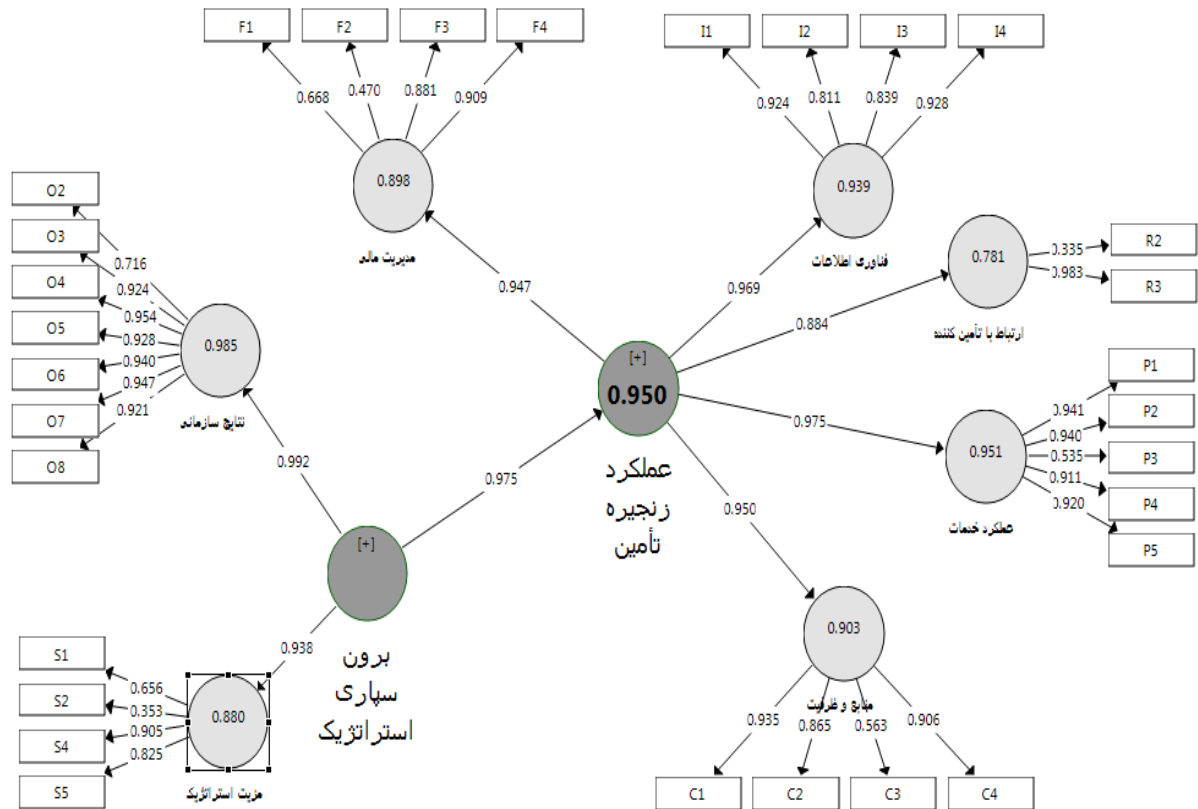 F1 F2 F3 F4
I1 I2 I3 I4
0.668 0.470 0.881 0.909
0.924 0.811 0.839 0.928
0.898
مدیریت مالی
0.939
فناوری اطلاعات
O2
O3
O4
O5
O6
O7
O8
0.716
0.924
0.954
0.928
0.940
0.947
0.921
0.985
نتایج سازمانی
0.947
0.969
0.781
ارتباط با تأمین کننده
0.335
0.983
R2
R3
0.884
[+]
0.950
عملکرد
زنجیره
تأمین
0.975
0.951
عملکرد خدمات
0.941
0.940
0.535
0.911
0.920
P1
P2
P3
P4
P5
0.992
0.975
0.950
[+]
برون
سپاری
استراتژیک
0.938
S1
S2
S4
S5
0.656
0.353
0.905
0.825
0.880
مزیت استراتژیک
0.903
منابع و ظرفیت
0.935 0.865 0.563 0.906
C1 C2 C3 C4